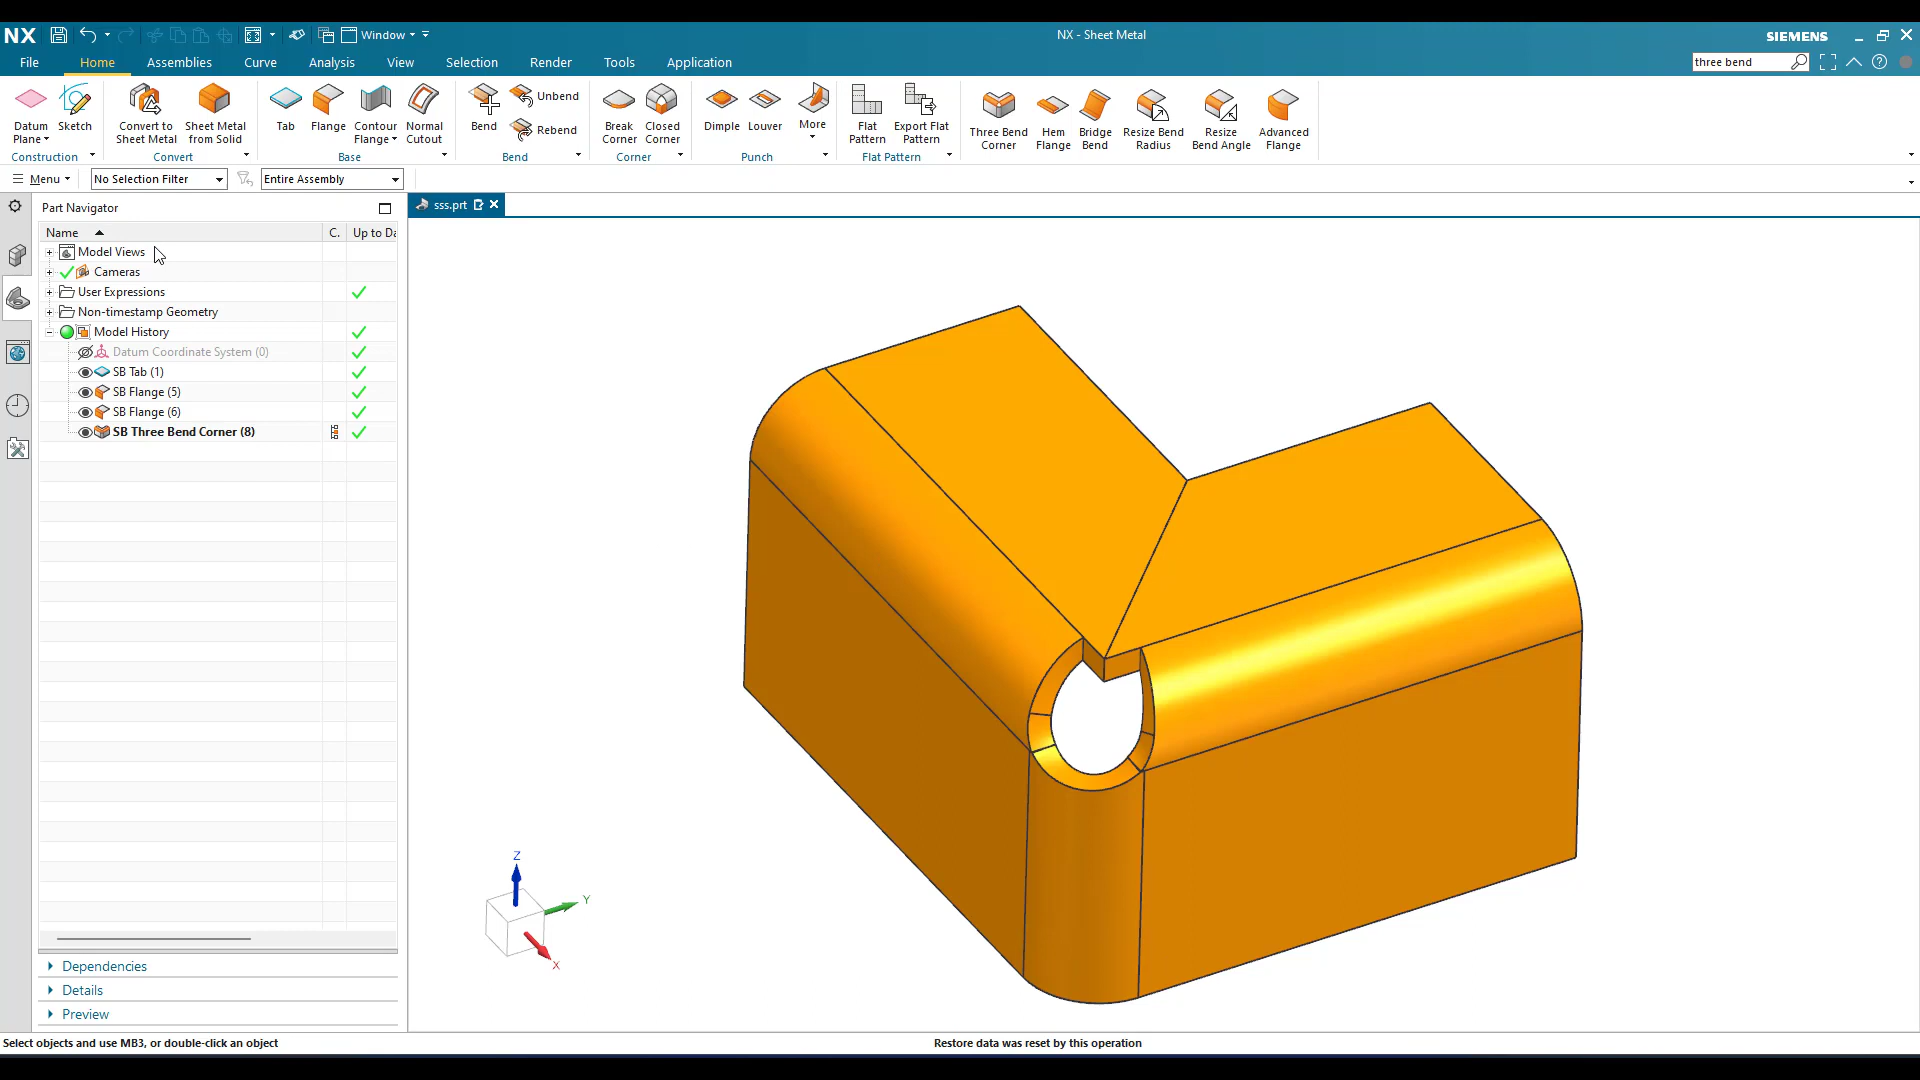 NX Window NX - Sheet Metal SIEMENS
File Home Assemblies Curve Analysis View Selection Render Tools Application three bend
Datum Plane Sketch Convert to Sheet Metal Sheet Metal from Solid Tab Flange Contour Flange Normal Cutout Bend Unbend Rebend Break Corner Closed Corner Dimple Louver More Flat Pattern Export Flat Pattern Three Bend Corner Hem Flange Bridge Bend Resize Bend Radius Resize Bend Angle Advanced Flange
Construction Convert Base Bend Corner Punch Flat Pattern
Menu No Selection Filter Entire Assembly
Part Navigator sss.prt
Name C. Up to Da
Model Views
Cameras
User Expressions
Non-timestamp Geometry
Model History
Datum Coordinate System (0)
SB Tab (1)
SB Flange (5)
SB Flange (6)
SB Three Bend Corner (8)
Z
Y
X
Dependencies
Details
Preview
Select objects and use MB3, or double-click an object Restore data was reset by this operation